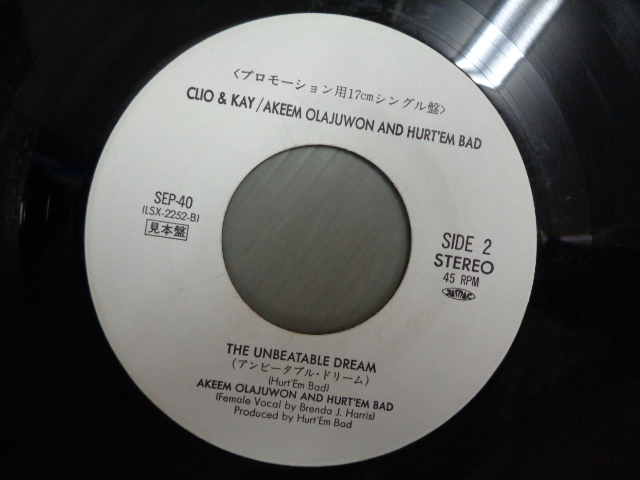 〈プロモーション用17cmシングル盤〉
CLIO & KAY/AKEEM OLAJUWON AND HURT'EM BAD
SEP-40
(LSX-2252-B)
見本盤
SIDE 2
STEREO
45 RPM
THE UNBEATABLE DREAM
(アンビータブル・ドリーム)
(Hurt'Em Bad)
AKEEM OLAJUWON AND HURT'EM BAD
(Female Vocal by Brenda J. Harris)
Produced by Hurt'Em Bad